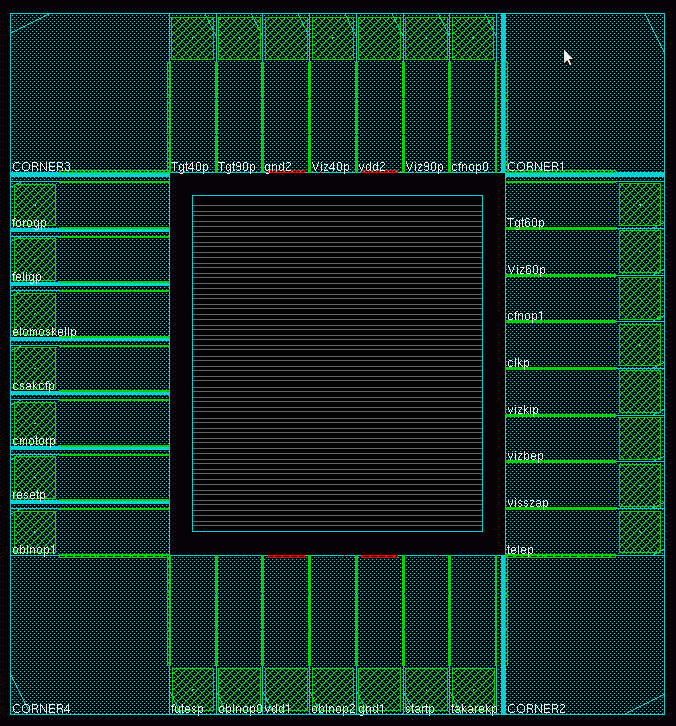 CORNER3 Tgt40p Tgt90p gnd2 Viz40p vdd2 Viz90p cfnop0 CORNER1
forogp Tgt60p
feligp Viz60p
elomoskellp cfnop1
csakcfp clkp
cmotorp vizkip
resetp vizbep
visszap
oblnop1 telep
CORNER4 futesp oblnop0 vdd1 oblnop2 gnd1 startp takarekp CORNER2